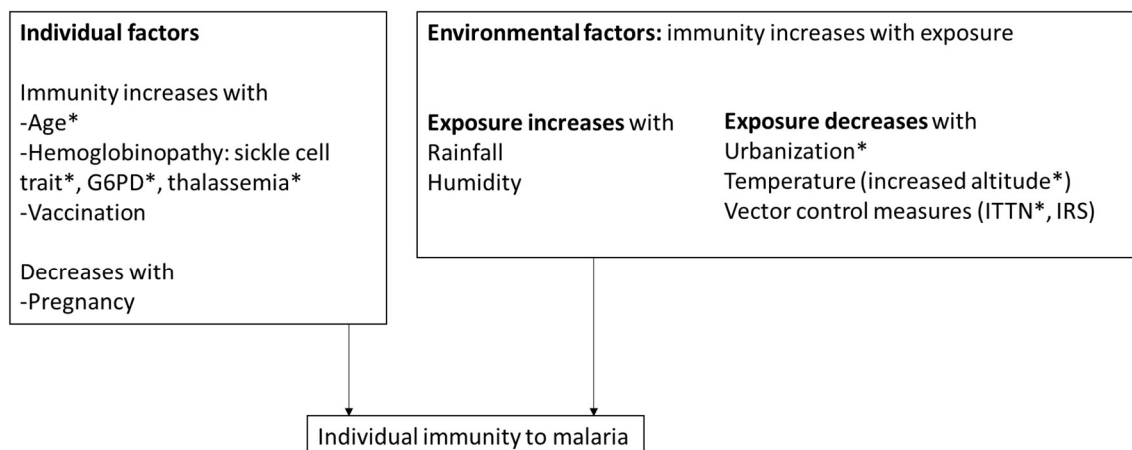 Individual factors
Immunity increases with
-Age*
-Hemoglobinopathy: sickle cell
trait*, G6PD*, thalassemia*
-Vaccination
Decreases with
-Pregnancy
Environmental factors: immunity increases with exposure
Exposure increases with
Rainfall
Humidity
Exposure decreases with
Urbanization*
Temperature (increased altitude*)
Vector control measures (ITTN*, IRS)
Individual immunity to malaria